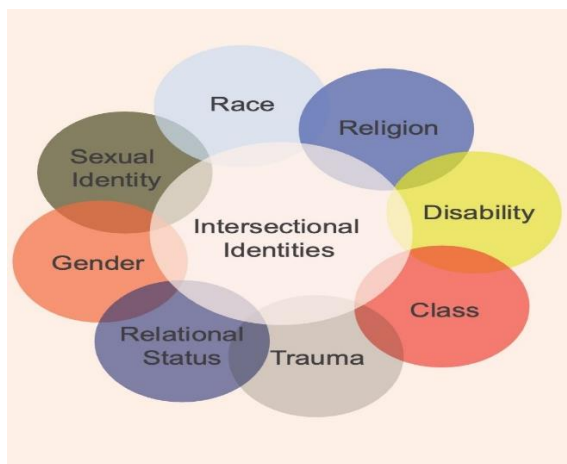 Race
Religion
Sexual
Identity
Disability
Intersectional
Identities
Gender
Class
Relational
Status
Trauma